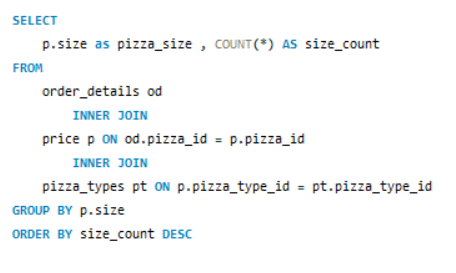 SELECT
p.size as pizza_size , COUNT(*) AS size_count
FROM
order_details od
INNER JOIN
price p ON od.pizza_id = p.pizza_id
INNER JOIN
pizza_types pt ON p.pizza_type_id = pt.pizza_type_id
GROUP BY p.size
ORDER BY size_count DESC